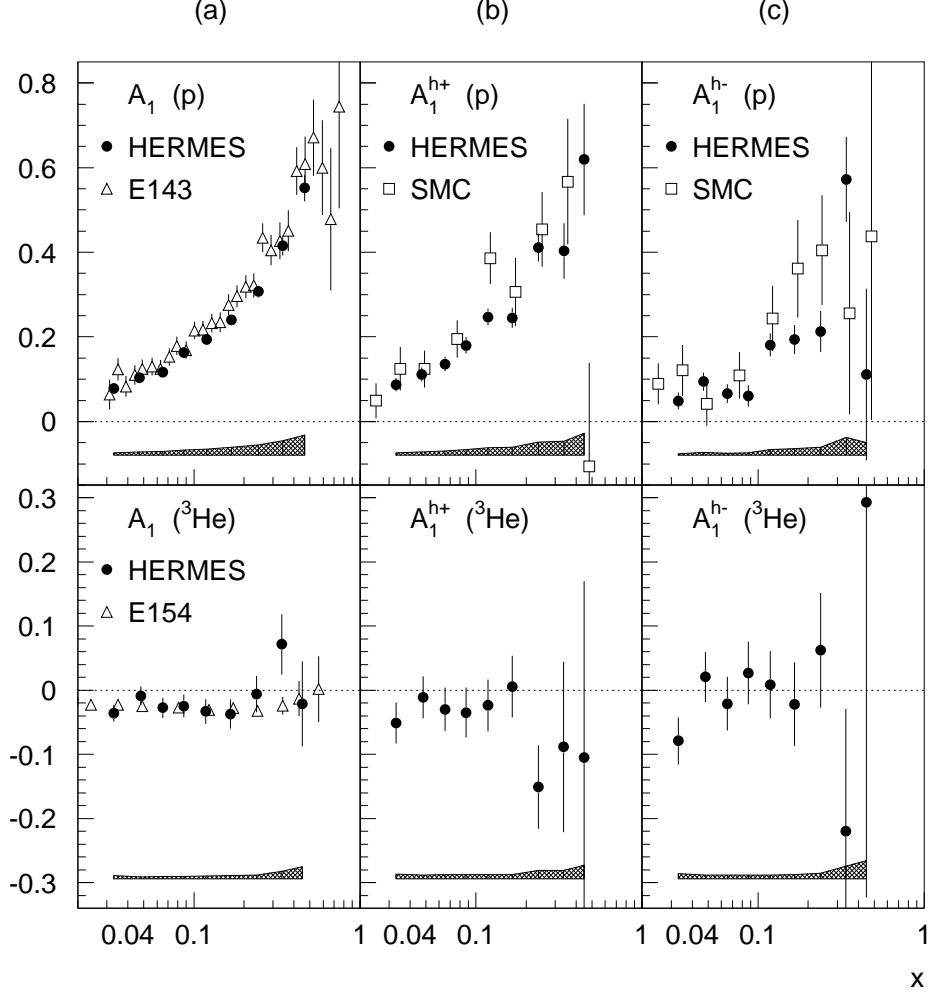 (a) (b) (c)
0.8
0.6
0.4
0.2
0
A₁ (p)
HERMES
E143
A₁ʰ⁺ (p)
HERMES
SMC
A₁ʰ⁻ (p)
HERMES
SMC
0.3
0.2
0.1
0
-0.1
-0.2
-0.3
A₁ (³He)
HERMES
E154
A₁ʰ⁺ (³He)
A₁ʰ⁻ (³He)
0.04 0.1 1 0.04 0.1 1 0.04 0.1 1
x